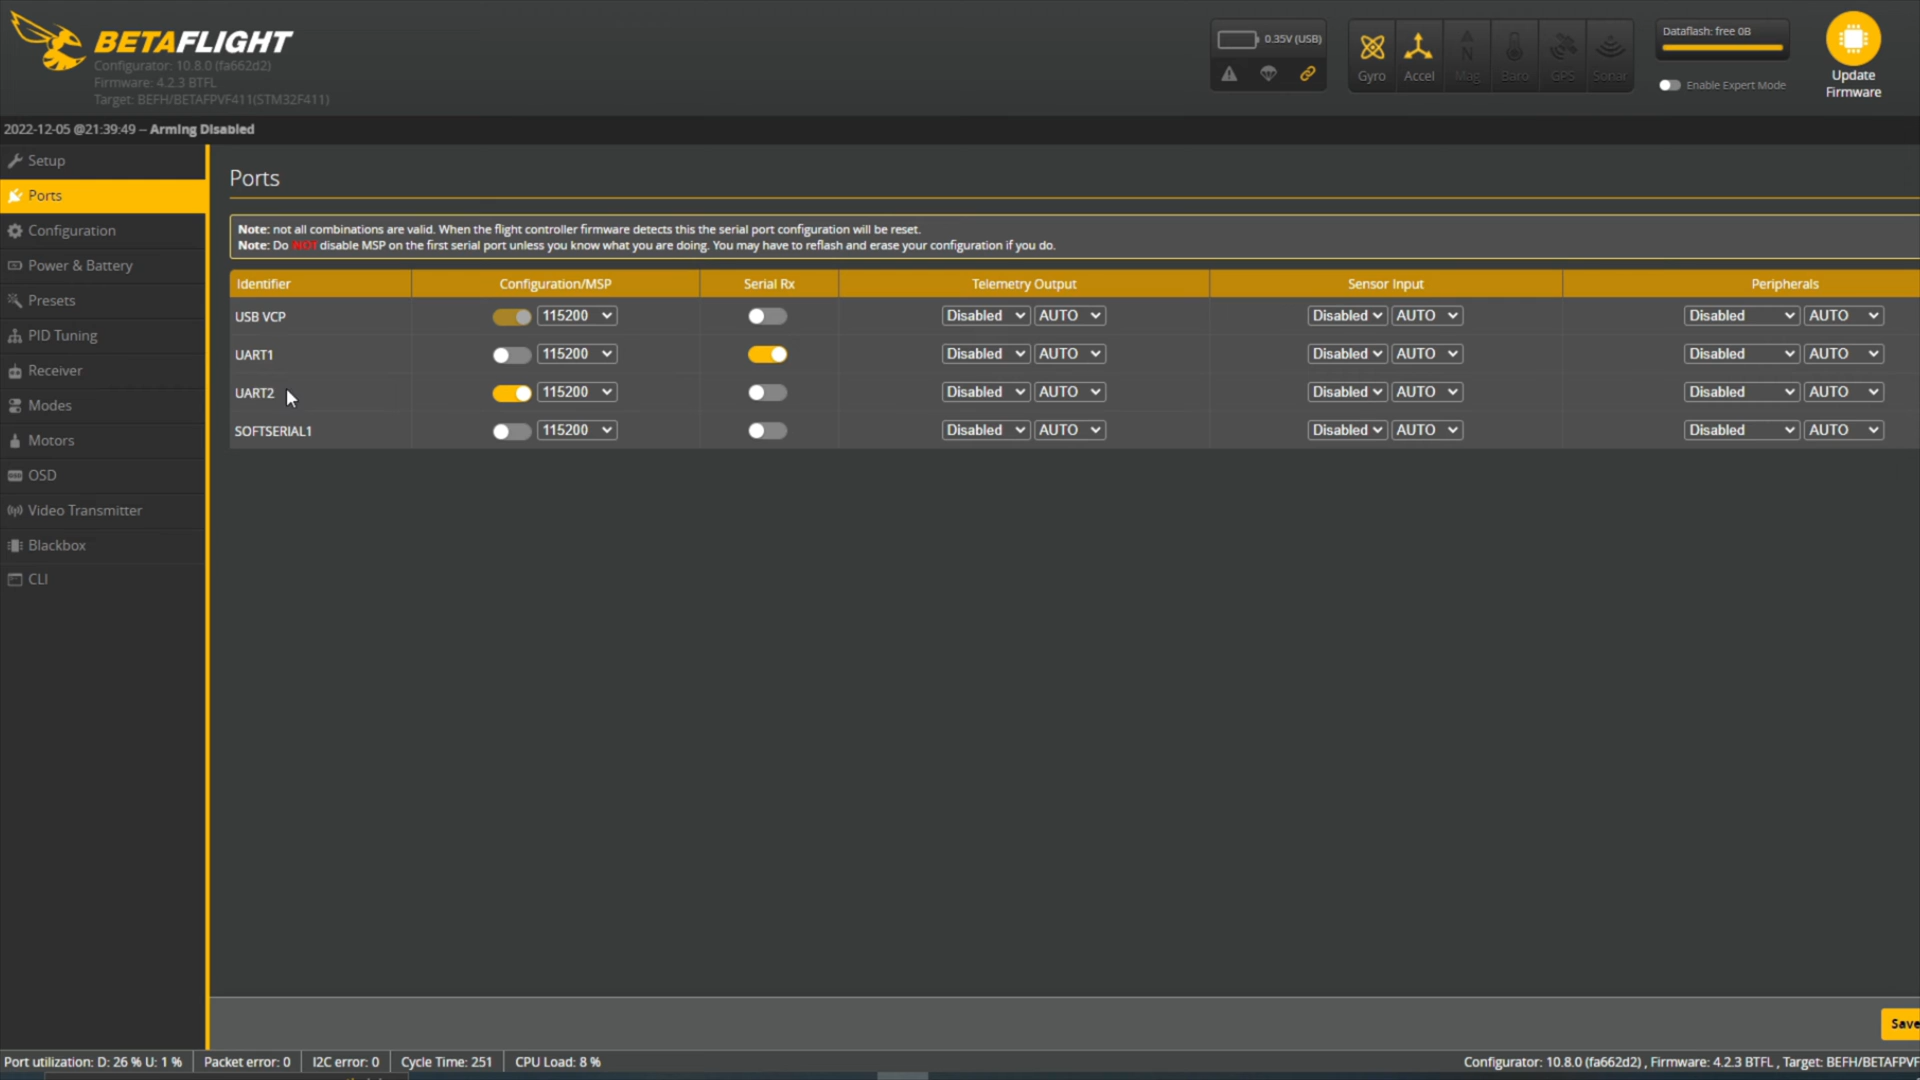 BETAFLIGHT
Configurator: 10.8.0 (fa662d2)
Firmware: 4.2.3 BTFL
Target: BEFH/BETAFPVF411(STM32F411)
0.35V (USB)
Gyro Accel Mag Baro GPS Sonar
Dataflash: free 0B
Enable Expert Mode
Update
Firmware
2022-12-05 @21:39:49 -- Arming Disabled
Setup
Ports
Configuration
Power & Battery
Presets
PID Tuning
Receiver
Modes
Motors
OSD
Video Transmitter
Blackbox
CLI
Ports
Note: not all combinations are valid. When the flight controller firmware detects this the serial port configuration will be reset.
Note: Do NOT disable MSP on the first serial port unless you know what you are doing. You may have to reflash and erase your configuration if you do.
Identifier Configuration/MSP Serial Rx Telemetry Output Sensor Input Peripherals
USB VCP 115200 Disabled AUTO Disabled AUTO Disabled AUTO
UART1 115200 Disabled AUTO Disabled AUTO Disabled AUTO
UART2 115200 Disabled AUTO Disabled AUTO Disabled AUTO
SOFTSERIAL1 115200 Disabled AUTO Disabled AUTO Disabled AUTO
Save
Port utilization: D: 26 % U: 1 % Packet error: 0 I2C error: 0 Cycle Time: 251 CPU Load: 8 % Configurator: 10.8.0 (fa662d2) , Firmware: 4.2.3 BTFL , Target: BEFH/BETAFPVF